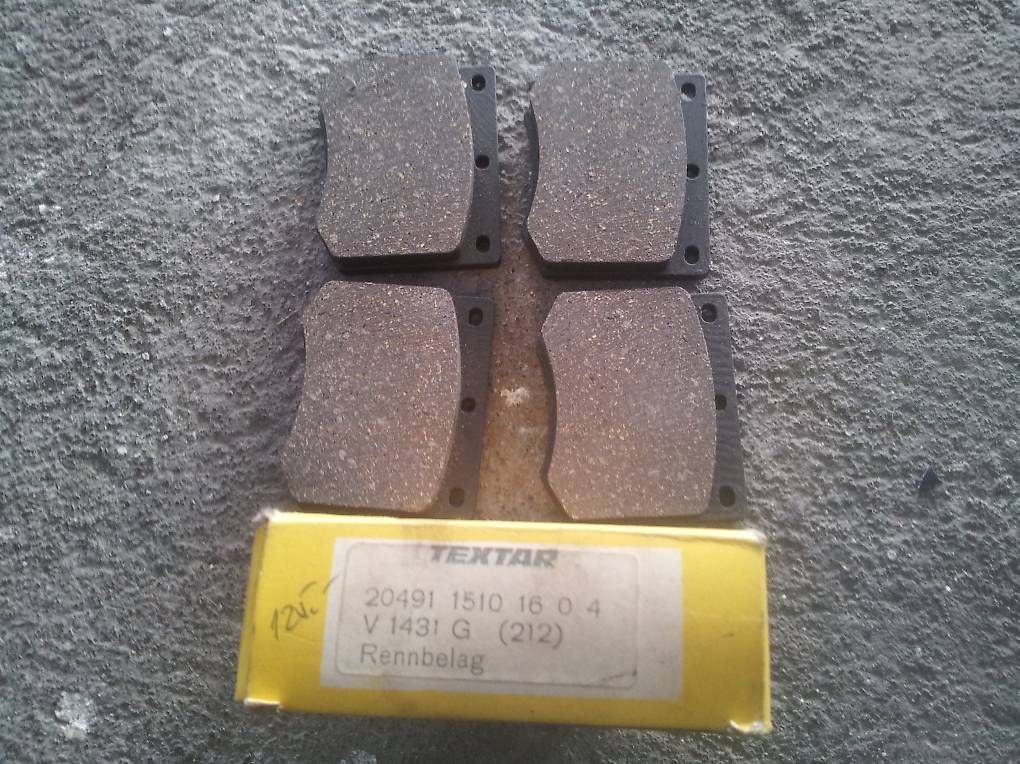 TEXTAR
20491 1510 16 0 4
V 1431 G (212)
Rennbelag